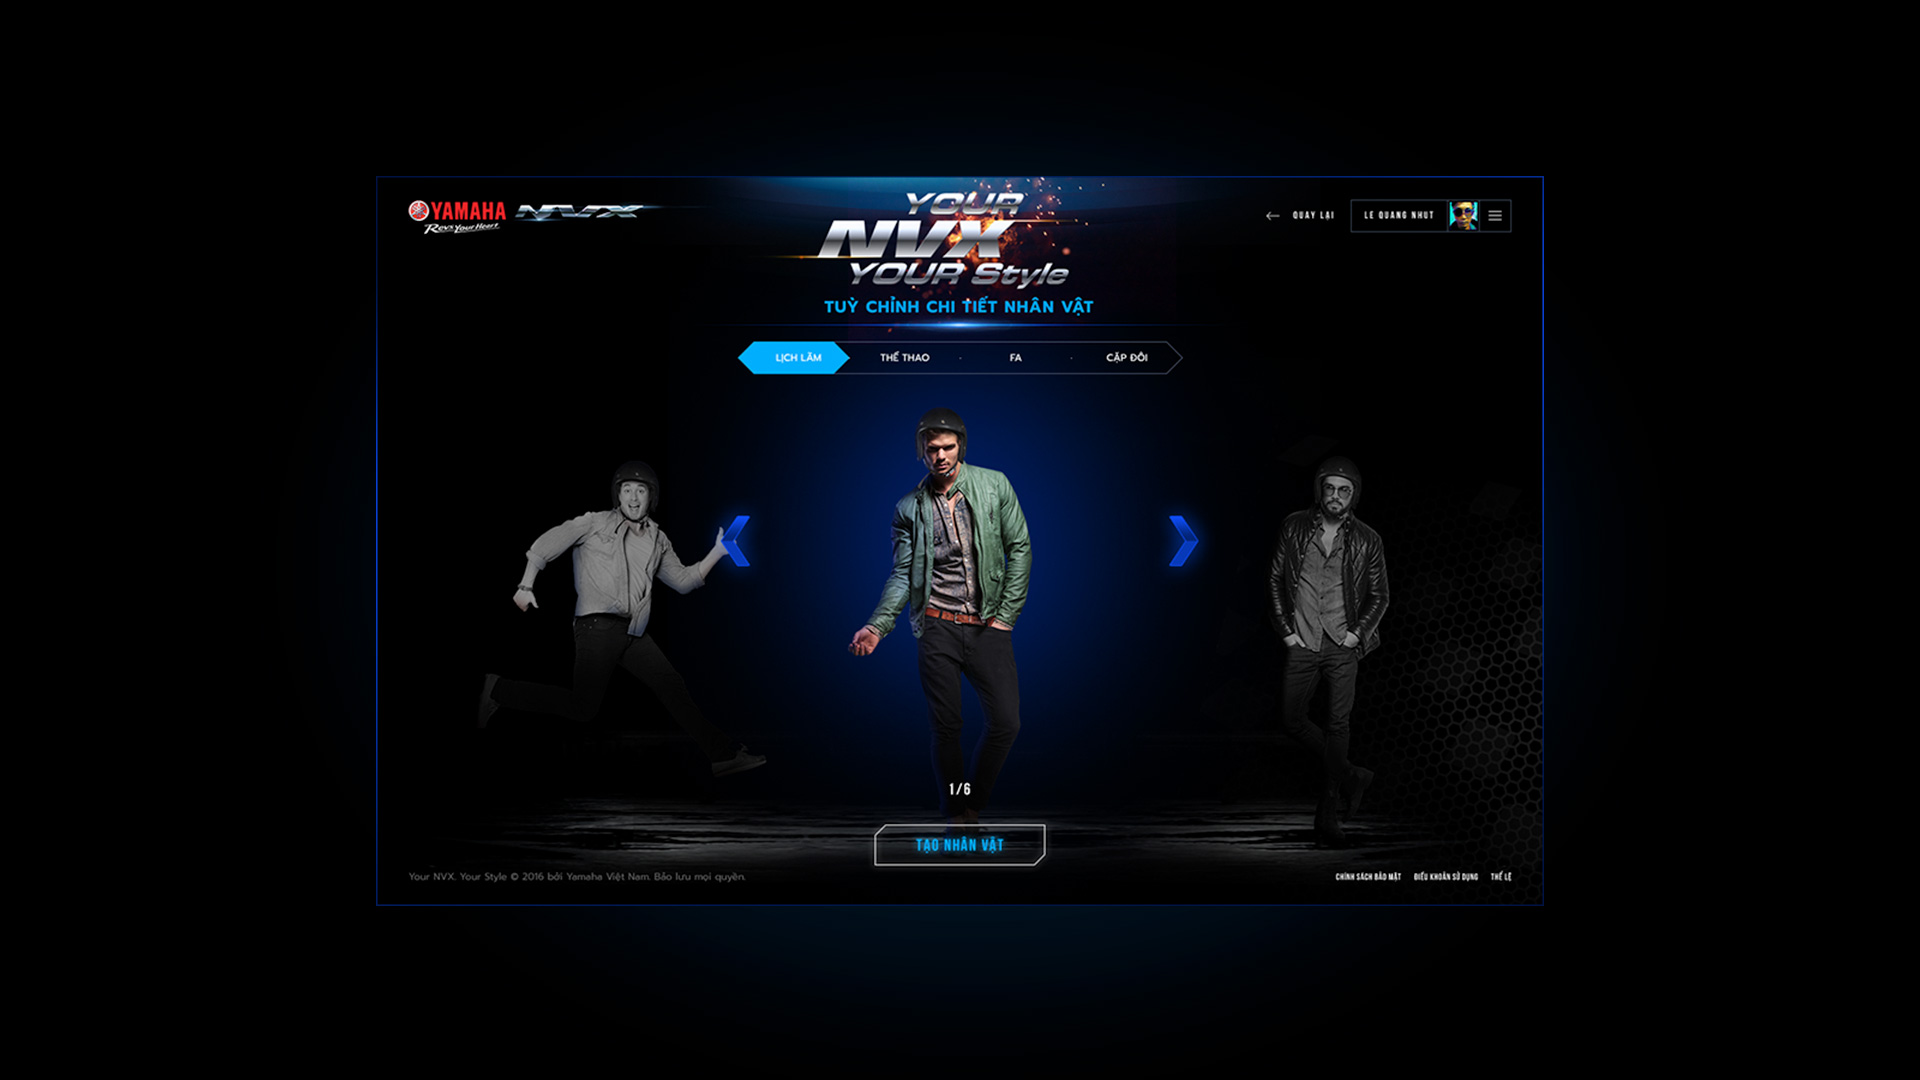 YAMAHA
Revs Your Heart
NVX
YOUR
NVX
YOUR Style
TUỲ CHỈNH CHI TIẾT NHÂN VẬT
QUAY LẠI
LE QUANG NHUT
LỊCH LÃM
THỂ THAO
FA
CẶP ĐÔI
1/6
TẠO NHÂN VẬT
Your NVX. Your Style © 2016 bởi Yamaha Việt Nam. Bảo lưu mọi quyền.
CHÍNH SÁCH BẢO MẬT
ĐIỀU KHOẢN SỬ DỤNG
THỂ LỆ